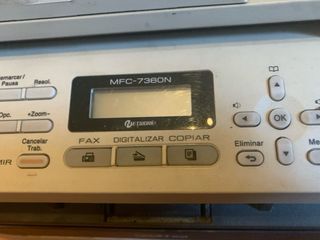 MFC-7360N
Remarcar/
Pausa
Resol.
Opc.
+Zoom-
FAX
DIGITALIZAR
COPIAR
OK
Cancelar
Trab.
Eliminar